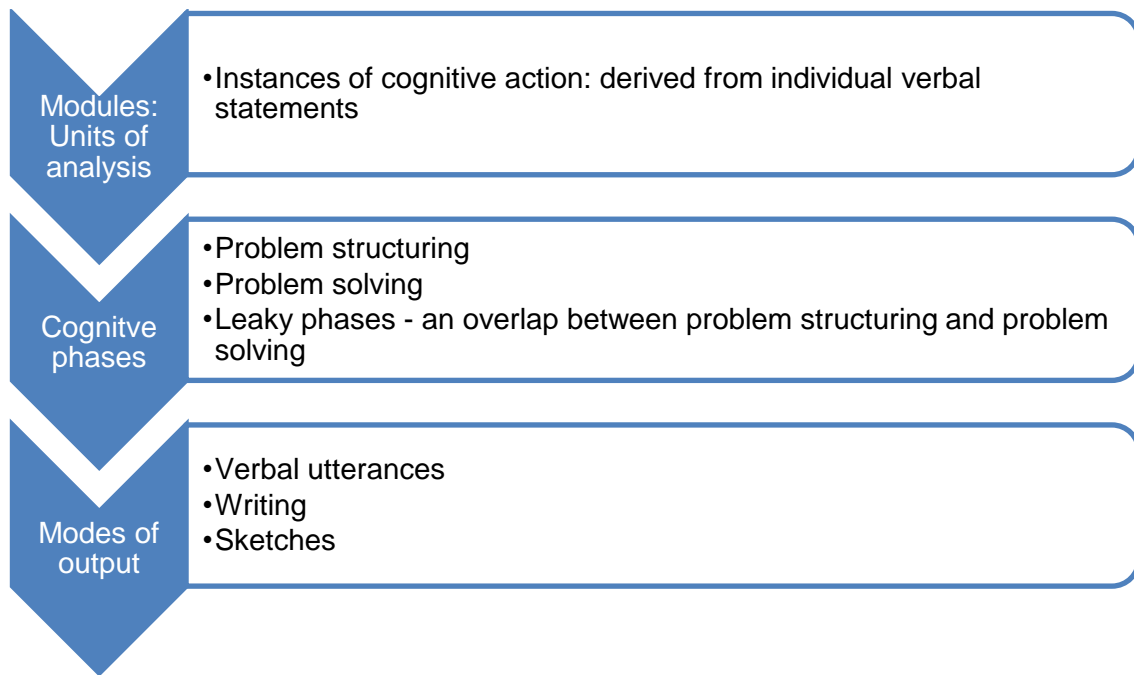 Modules:
Units of
analysis
•Instances of cognitive action: derived from individual verbal
statements
Cognitve
phases
•Problem structuring
•Problem solving
•Leaky phases - an overlap between problem structuring and problem
solving
Modes of
output
•Verbal utterances
•Writing
•Sketches